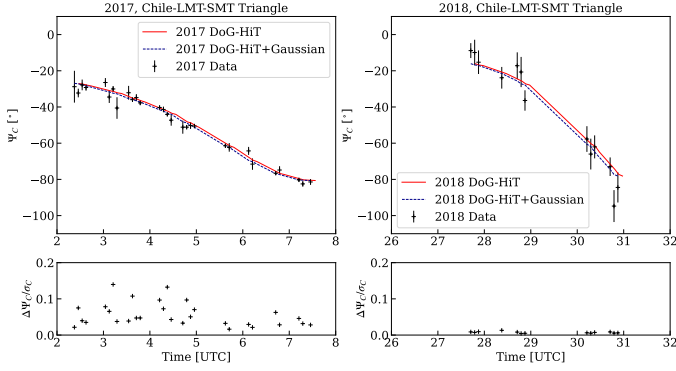 2017, Chile-LMT-SMT Triangle
0
−20
−40
−60
−80
−100
Ψ_C [°]
2017 DoG-HiT
2017 DoG-HiT+Gaussian
2017 Data
2 3 4 5 6 7 8
2018, Chile-LMT-SMT Triangle
0
−20
−40
−60
−80
−100
Ψ_C [°]
2018 DoG-HiT
2018 DoG-HiT+Gaussian
2018 Data
26 27 28 29 30 31 32
0.2
0.1
0.0
ΔΨ_C/σ_C
2 3 4 5 6 7 8
Time [UTC]
0.2
0.1
0.0
ΔΨ_C/σ_C
26 27 28 29 30 31 32
Time [UTC]